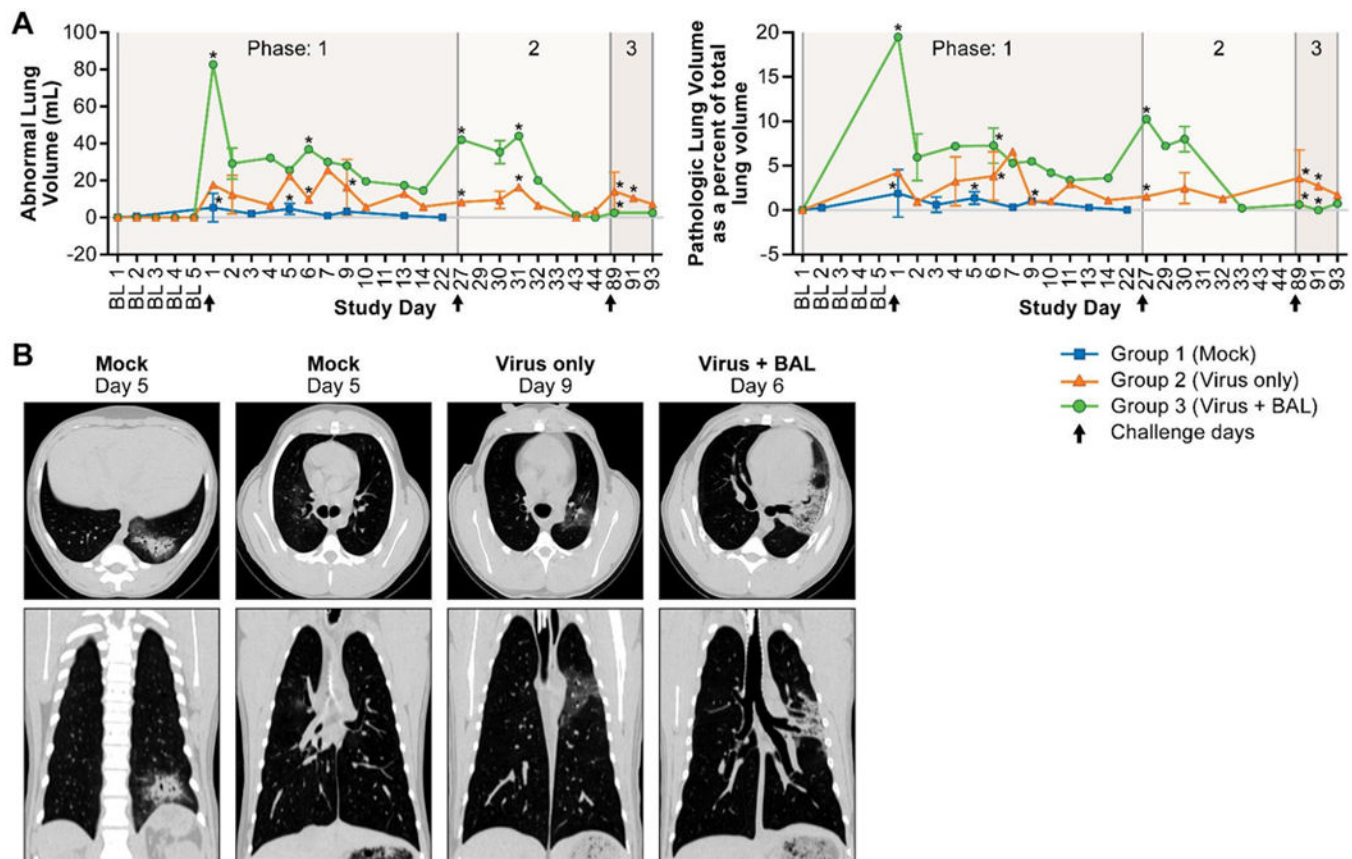 A
Abnormal Lung
Volume (mL)
100
80
60
40
20
0
-20
Phase: 1
2
3
* * * * * * * * * * * * *
BL 1
BL 2
BL 3
BL 4
BL 5
1
2
3
4
5
6
7
9
10
11
13
14
22
27
29
30
31
32
33
43
44
89
91
93
Study Day
Pathologic Lung Volume
as a percent of total
lung volume
20
15
10
5
0
-5
Phase: 1
2
3
* * * * * * * * * * * *
BL 1
BL 2
BL 3
BL 4
BL 5
1
2
3
4
5
6
7
9
10
11
13
14
22
27
29
30
31
32
33
43
44
89
91
93
Study Day
Group 1 (Mock)
Group 2 (Virus only)
Group 3 (Virus + BAL)
Challenge days
B
Mock
Day 5
Mock
Day 5
Virus only
Day 9
Virus + BAL
Day 6